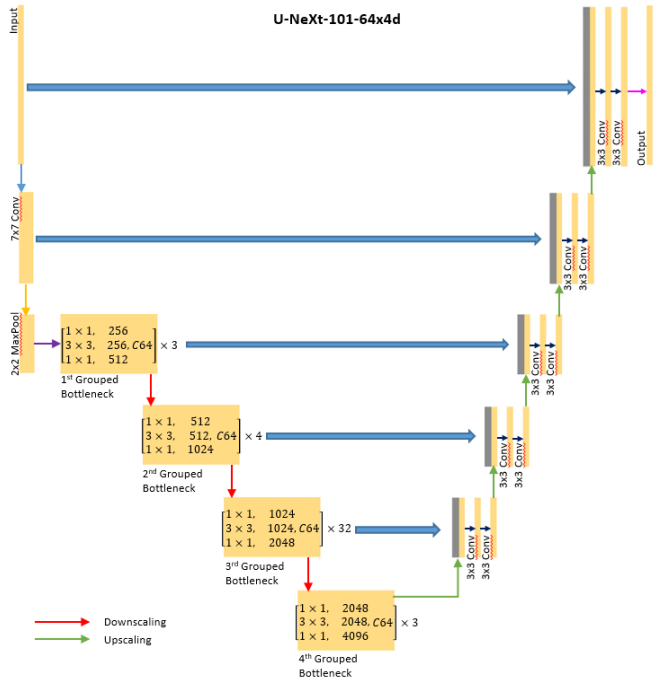 U-NeXt-101-64x4d
Input
3x3 Conv
3x3 Conv
Output
7x7 Conv
3x3 Conv
3x3 Conv
2x2 MaxPool
1 × 1, 256
3 × 3, 256, C64
1 × 1, 512
× 3
1st Grouped
Bottleneck
3x3 Conv
3x3 Conv
1 × 1, 512
3 × 3, 512, C64
1 × 1, 1024
× 4
2nd Grouped
Bottleneck
3x3 Conv
3x3 Conv
1 × 1, 1024
3 × 3, 1024, C64
1 × 1, 2048
× 32
3rd Grouped
Bottleneck
3x3 Conv
3x3 Conv
1 × 1, 2048
3 × 3, 2048, C64
1 × 1, 4096
× 3
4th Grouped
Bottleneck
Downscaling
Upscaling